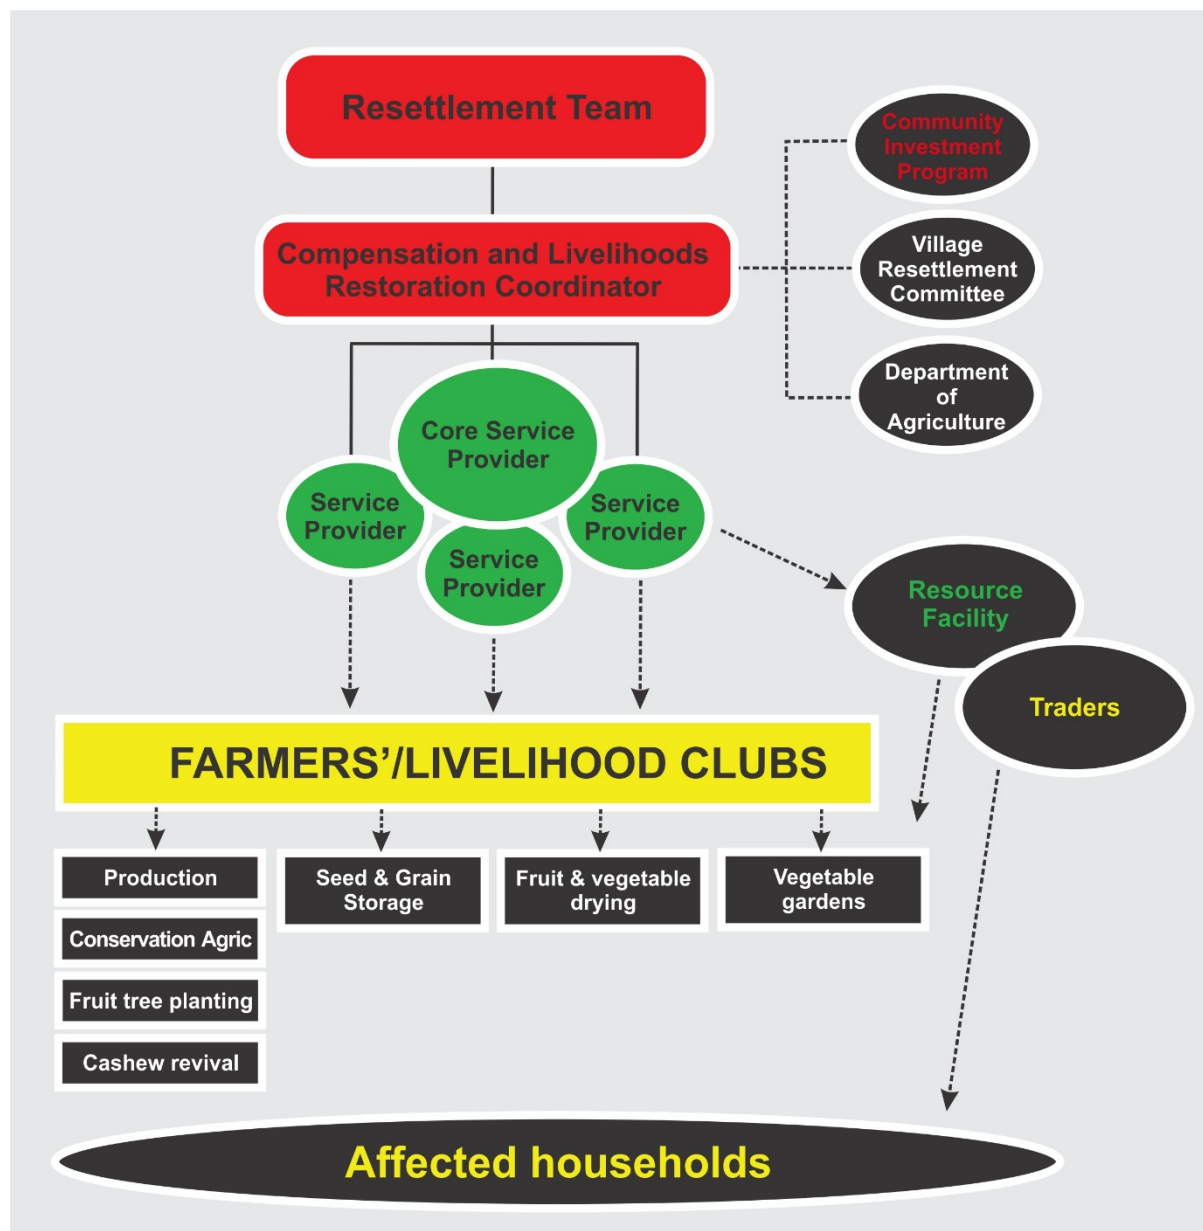 Resettlement Team
Community
Investment
Program
Compensation and Livelihoods
Restoration Coordinator
Village
Resettlement
Committee
Department
of
Agriculture
Core Service
Provider
Service
Provider
Service
Provider
Service
Provider
Resource
Facility
Traders
FARMERS’/LIVELIHOOD CLUBS
Production
Conservation Agric
Fruit tree planting
Cashew revival
Seed & Grain
Storage
Fruit & vegetable
drying
Vegetable
gardens
Affected households